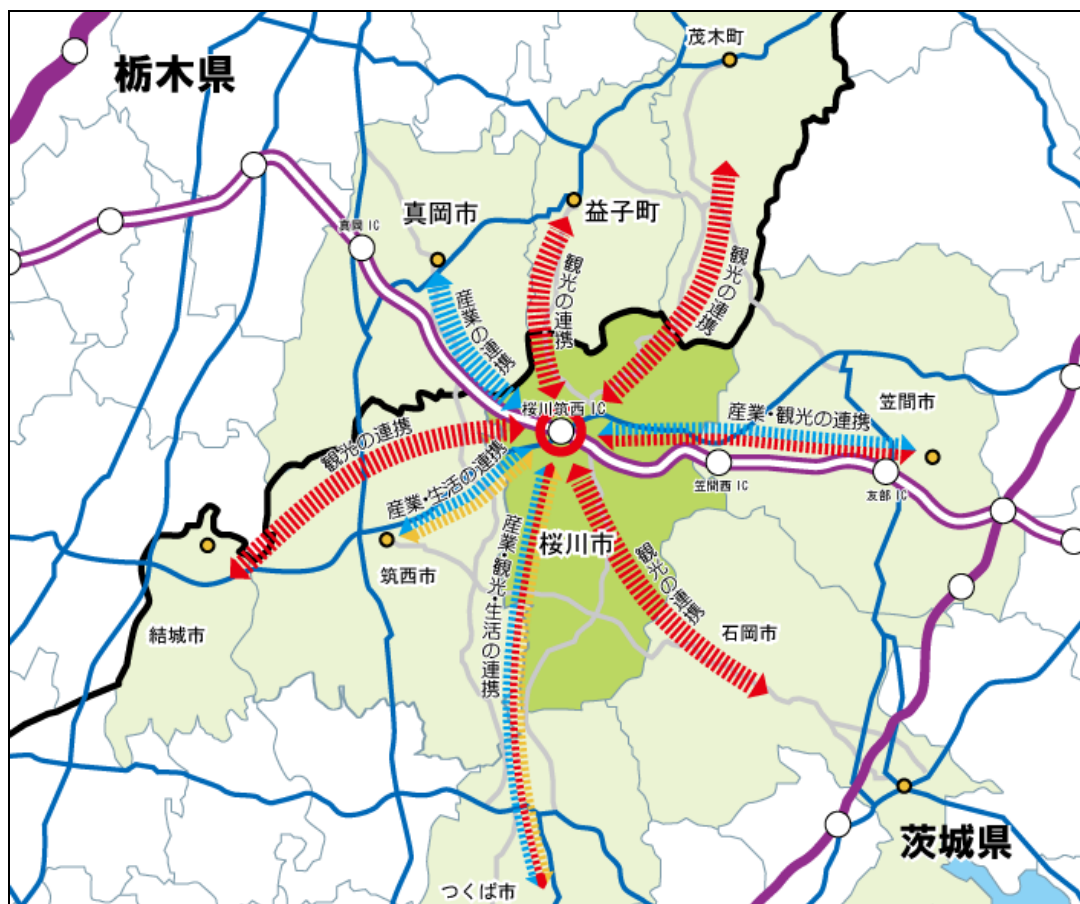 茂木町
栃木県
真岡市
益子町
真岡 IC
観光の連携
観光の連携
産業の連携
桜川筑西 IC
産業・観光の連携
笠間市
観光の連携
産業・生活の連携
笠間西 IC
友部 IC
桜川市
筑西市
産業・観光・生活の連携
観光の連携
結城市
石岡市
茨城県
つくば市